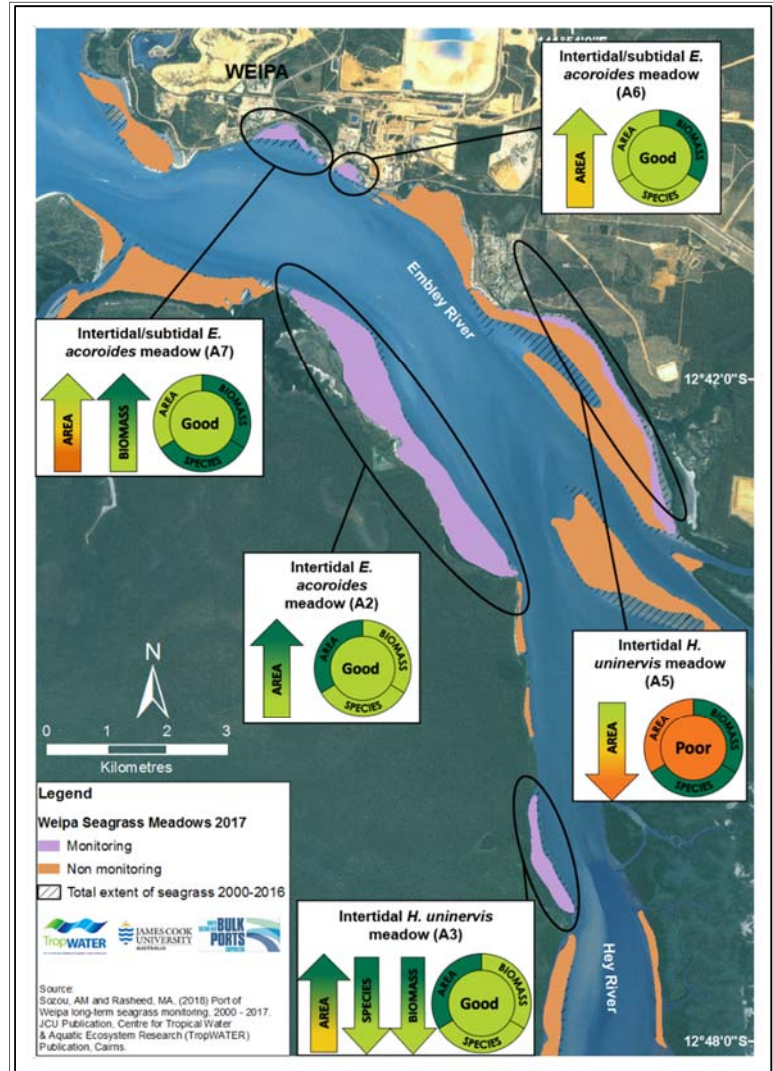 WEIPA
Intertidal/subtidal E.
acoroides meadow
(A6)
AREA
AREA
BIOMASS
SPECIES
Good
Embley River
Intertidal/subtidal E.
acoroides meadow (A7)
AREA
BIOMASS
AREA
BIOMASS
SPECIES
Good
12°42'0"S
Intertidal E.
acoroides
meadow (A2)
AREA
AREA
BIOMASS
SPECIES
Good
Intertidal H.
uninervis meadow
(A5)
AREA
AREA
BIOMASS
SPECIES
Poor
N
0 1 2 3
Kilometres
Legend
Weipa Seagrass Meadows 2017
Monitoring
Non monitoring
Total extent of seagrass 2000-2016
TropWATER
JAMES COOK
UNIVERSITY
AUSTRALIA
BULK
PORTS
Source:
Sozou, AM and Rasheed, MA. (2018) Port of
Weipa long-term seagrass monitoring, 2000 - 2017.
JCU Publication, Centre for Tropical Water
& Aquatic Ecosystem Research (TropWATER)
Publication, Cairns.
Intertidal H. uninervis
meadow (A3)
AREA
SPECIES
BIOMASS
AREA
BIOMASS
SPECIES
Good
Hey River
12°48'0"S